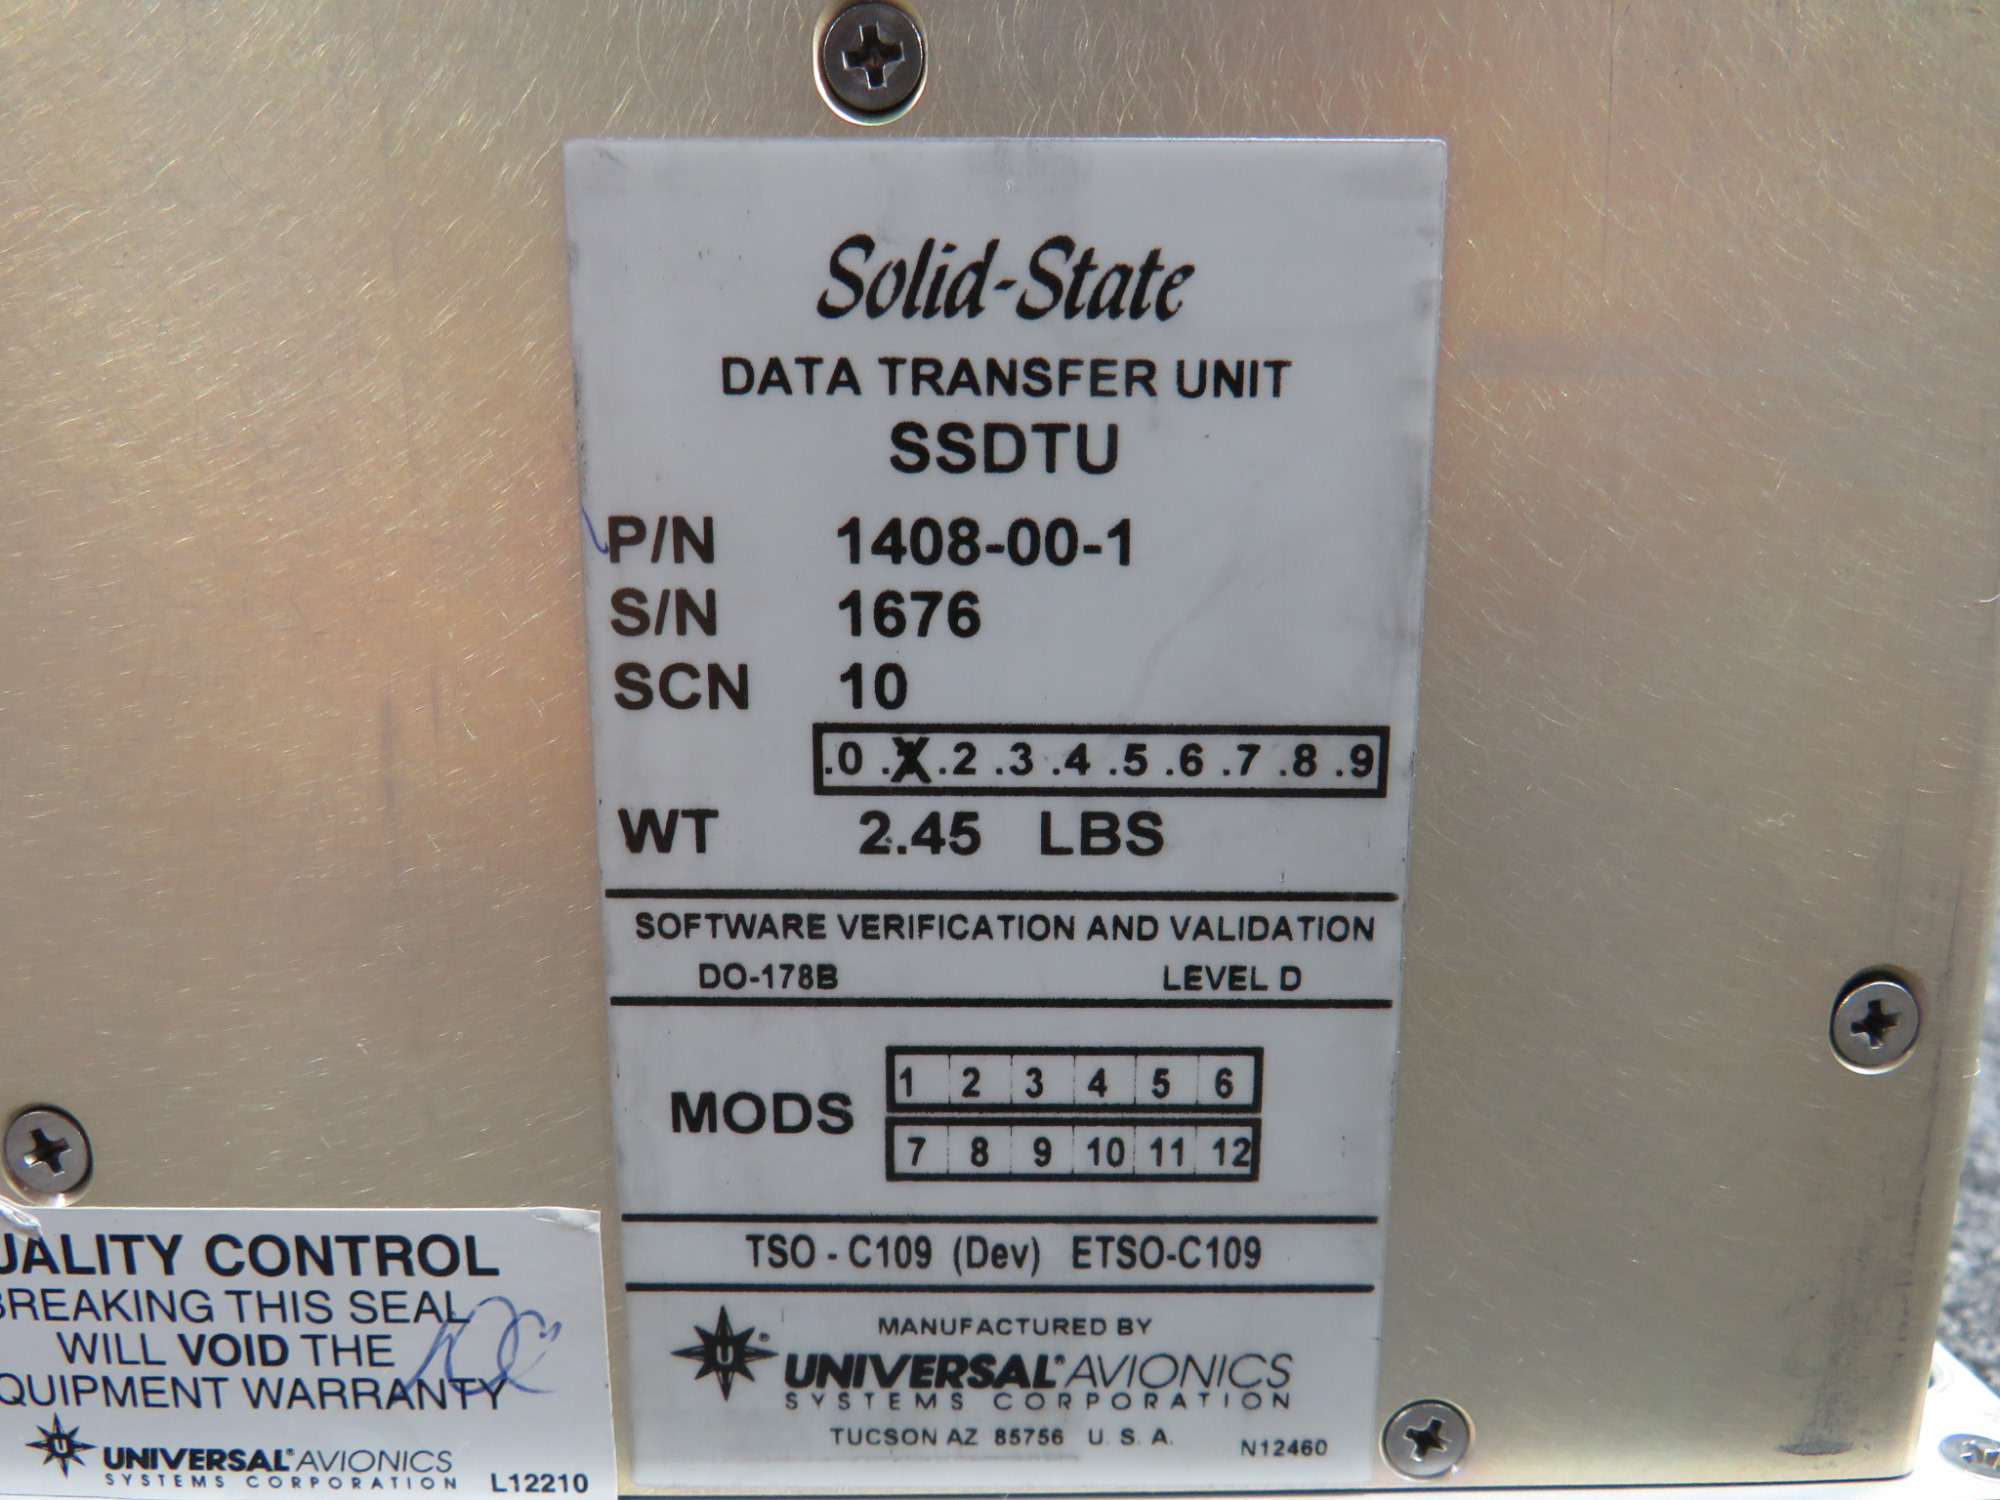 Solid-State
DATA TRANSFER UNIT
SSDTU
P/N 1408-00-1
S/N 1676
SCN 10
.0 .X .2 .3 .4 .5 .6 .7 .8 .9
WT 2.45 LBS
SOFTWARE VERIFICATION AND VALIDATION
DO-178B LEVEL D
MODS
1 2 3 4 5 6
7 8 9 10 11 12
TSO - C109 (Dev) ETSO-C109
MANUFACTURED BY
U
UNIVERSAL® AVIONICS
SYSTEMS CORPORATION
TUCSON AZ 85756 U. S. A. N12460
UALITY CONTROL
BREAKING THIS SEAL
WILL VOID THE
QUIPMENT WARRANTY
U
UNIVERSAL® AVIONICS
SYSTEMS CORPORATION L12210